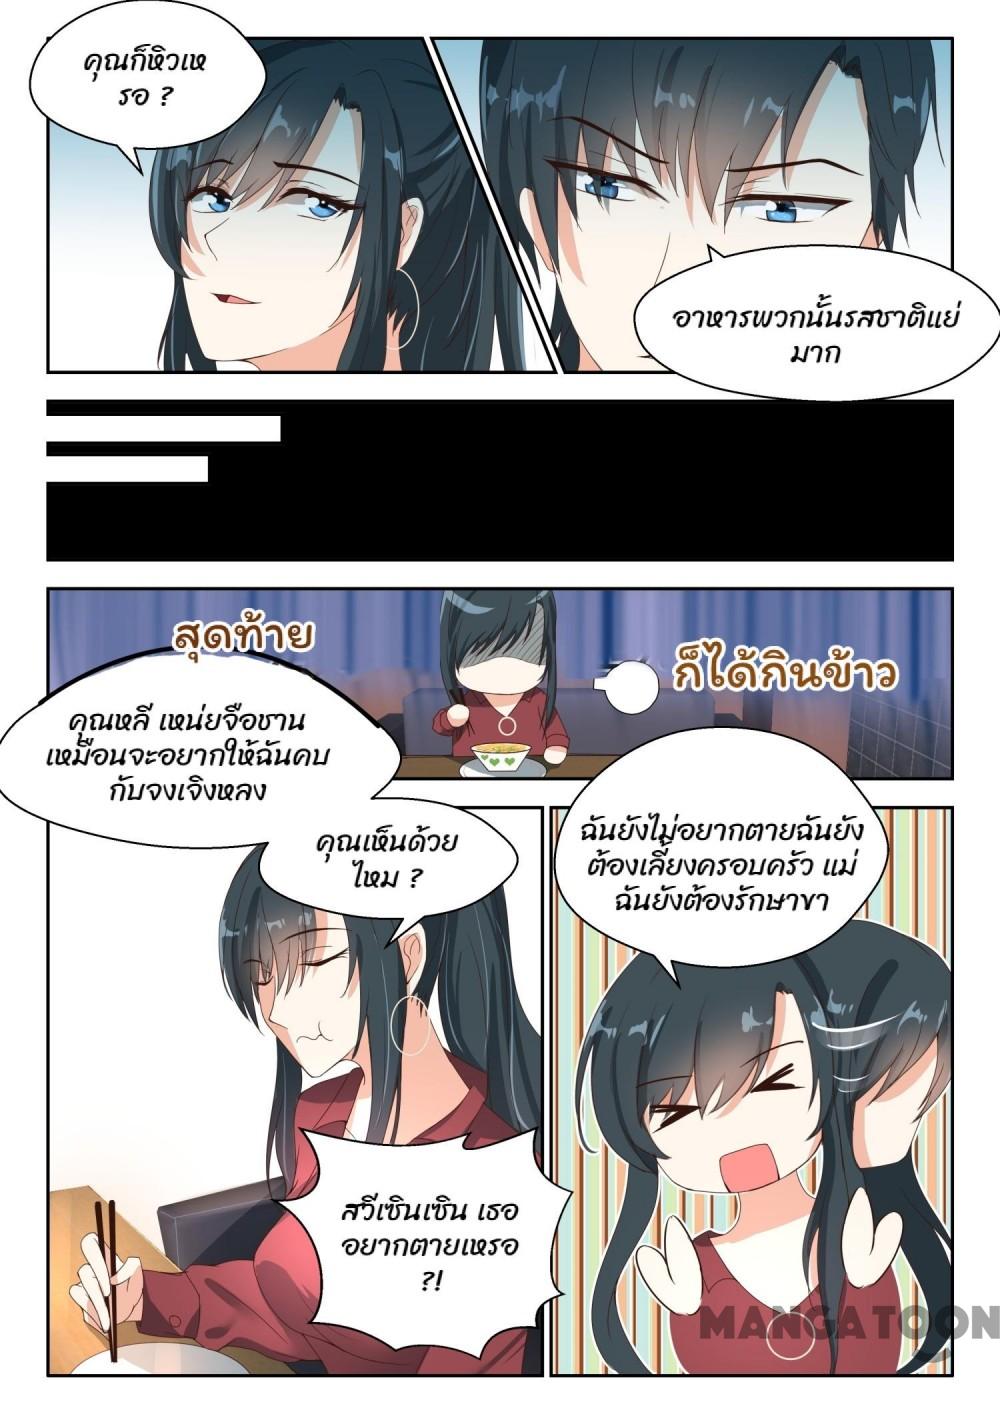 คุณก็หิวเห
รอ ?
อาหารพวกนั้นรสชาติแย่
มาก
สุดท้าย
ก็ได้กินข้าว
คุณหลี เหน่ยจือชาน
เหมือนจะอยากให้ฉันคบ
กับจงเจิงหลง
คุณเห็นด้วย
ไหม ?
ฉันยังไม่อยากตายฉันยัง
ต้องเลี้ยงครอบครัว แม่
ฉันยังต้องรักษาขา
สวีเซินเซิน เธอ
อยากตายเหรอ
?!
MANGATOON